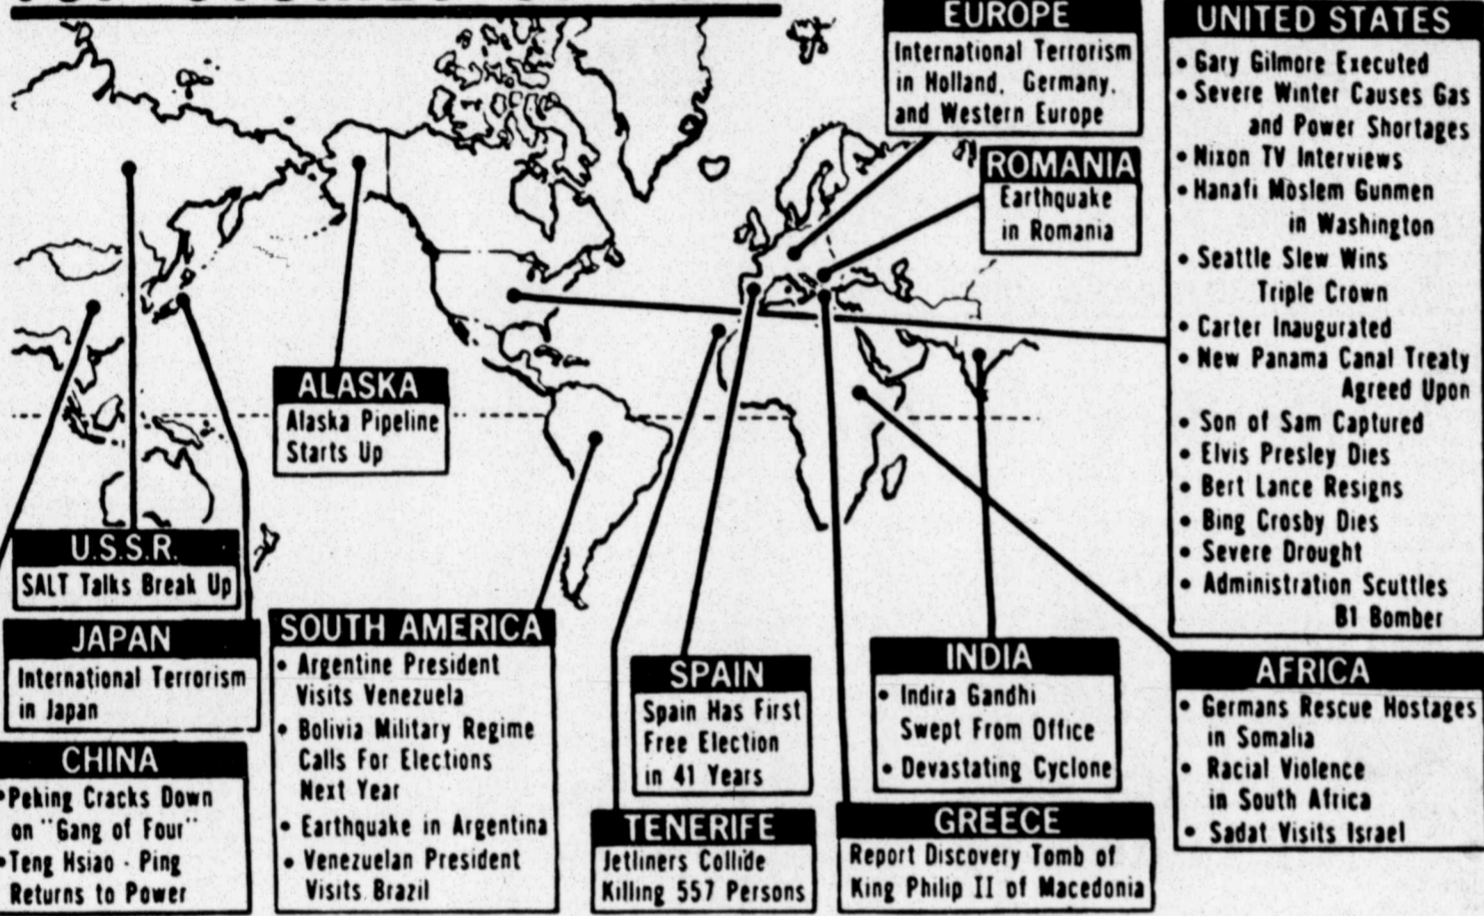 EUROPE
International Terrorism
in Holland, Germany,
and Western Europe
UNITED STATES
• Gary Gilmore Executed
• Severe Winter Causes Gas
and Power Shortages
• Nixon TV Interviews
• Hanafi Moslem Gunmen
in Washington
• Seattle Slew Wins
Triple Crown
• Carter Inaugurated
• New Panama Canal Treaty
Agreed Upon
• Son of Sam Captured
• Elvis Presley Dies
• Bert Lance Resigns
• Bing Crosby Dies
• Severe Drought
• Administration Scuttles
B1 Bomber
ROMANIA
Earthquake
in Romania
ALASKA
Alaska Pipeline
Starts Up
U.S.S.R.
SALT Talks Break Up
JAPAN
International Terrorism
in Japan
CHINA
•Peking Cracks Down
on "Gang of Four"
•Teng Hsiao - Ping
Returns to Power
SOUTH AMERICA
• Argentine President
Visits Venezuela
• Bolivia Military Regime
Calls For Elections
Next Year
• Earthquake in Argentina
• Venezuelan President
Visits Brazil
SPAIN
Spain Has First
Free Election
in 41 Years
TENERIFE
Jetliners Collide
Killing 557 Persons
INDIA
• Indira Gandhi
Swept From Office
• Devastating Cyclone
GREECE
Report Discovery Tomb of
King Philip II of Macedonia
AFRICA
• Germans Rescue Hostages
in Somalia
• Racial Violence
in South Africa
• Sadat Visits Israel